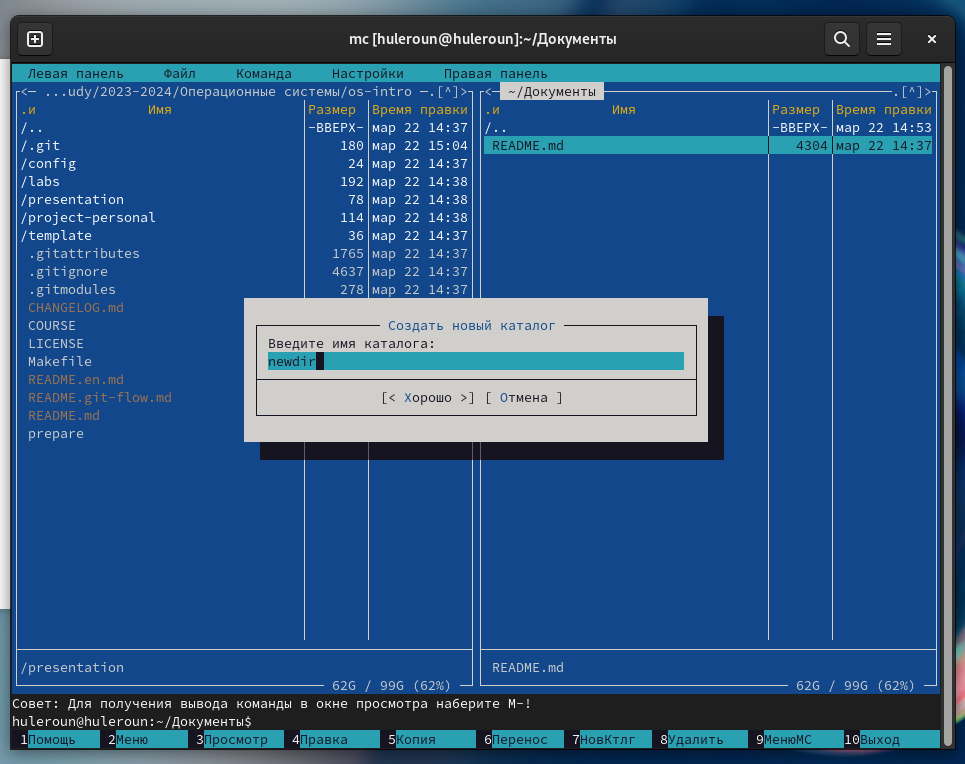 mc [huleroun@huleroun]:~/Документы
Левая панель Файл Команда Настройки Правая панель
<─ ...udy/2023-2024/Операционные системы/os-intro ─.[^]>
.и Имя Размер Время правки
/.. -ВВЕРХ- мар 22 14:37
/.git 180 мар 22 15:04
/config 24 мар 22 14:37
/labs 192 мар 22 14:38
/presentation 78 мар 22 14:38
/project-personal 114 мар 22 14:38
/template 36 мар 22 14:37
.gitattributes 1765 мар 22 14:37
.gitignore 4637 мар 22 14:37
.gitmodules 278 мар 22 14:37
CHANGELOG.md
COURSE
LICENSE
Makefile
README.en.md
README.git-flow.md
README.md
prepare
/presentation
62G / 99G (62%)
<─ ~/Документы .[^]>
.и Имя Размер Время правки
/.. -ВВЕРХ- мар 22 14:53
README.md 4304 мар 22 14:37
README.md
62G / 99G (62%)
Создать новый каталог
Введите имя каталога:
newdir
[< Хорошо >] [ Отмена ]
Совет: Для получения вывода команды в окне просмотра наберите M-!
huleroun@huleroun:~/Документы$
1Помощь 2Меню 3Просмотр 4Правка 5Копия 6Перенос 7НовКтлг 8Удалить 9МенюMC 10Выход